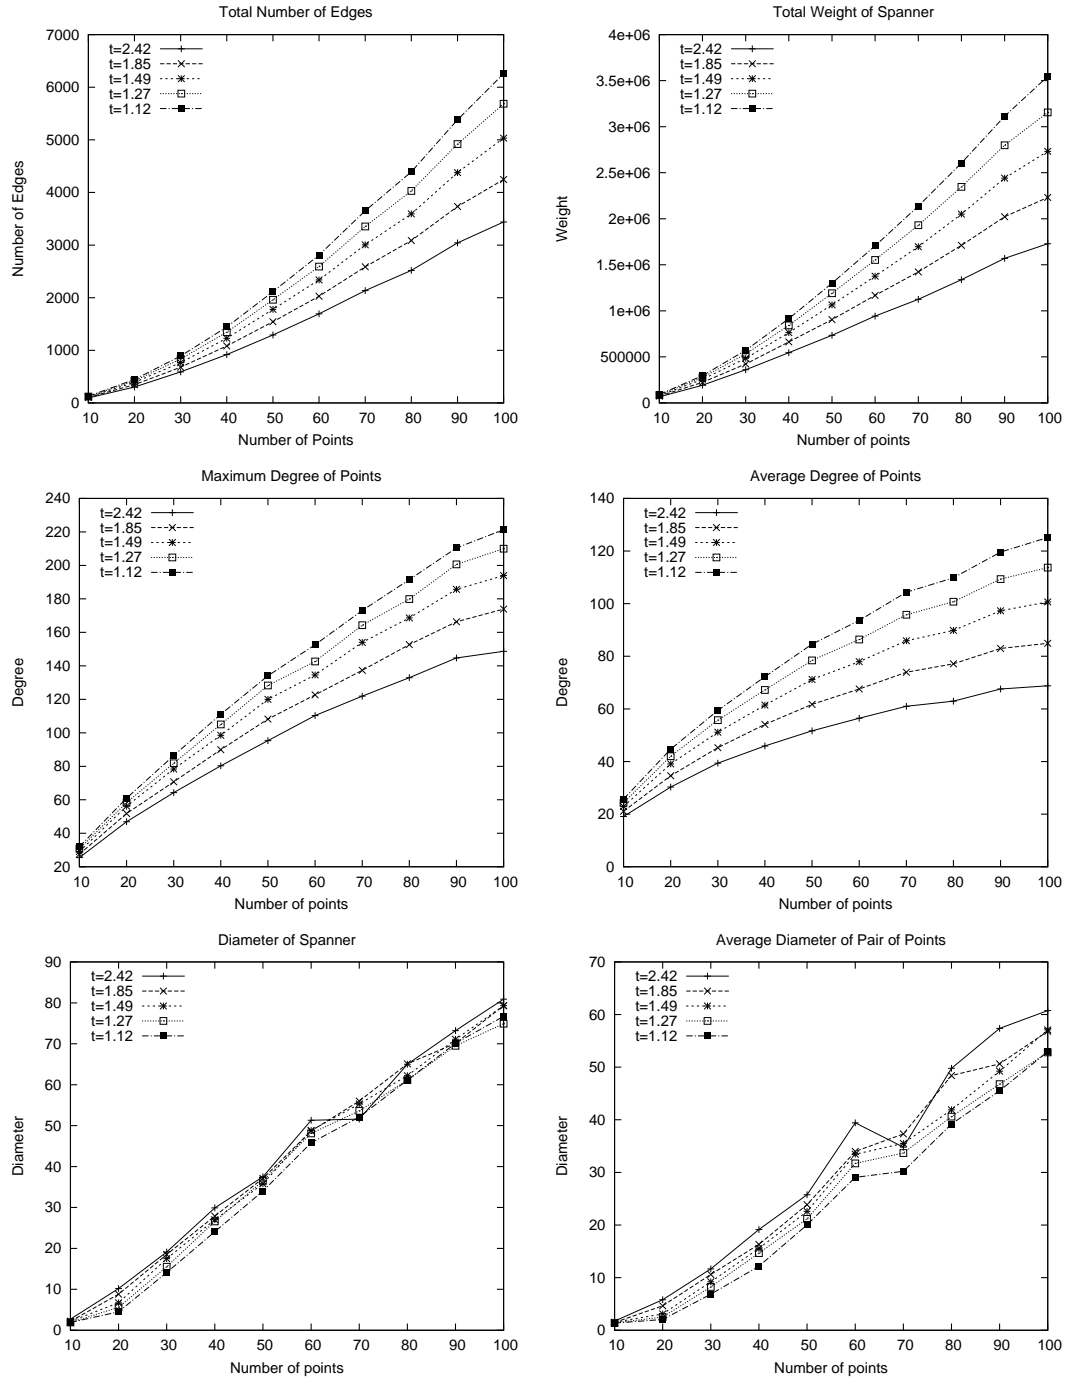 Total Number of Edges
7000
6000
5000
4000
3000
2000
1000
0
t=2.42
t=1.85
t=1.49
t=1.27
t=1.12
Number of Edges
10 20 30 40 50 60 70 80 90 100
Number of Points
Total Weight of Spanner
4e+06
3.5e+06
3e+06
2.5e+06
2e+06
1.5e+06
1e+06
500000
0
t=2.42
t=1.85
t=1.49
t=1.27
t=1.12
Weight
10 20 30 40 50 60 70 80 90 100
Number of points
Maximum Degree of Points
240
220
200
180
160
140
120
100
80
60
40
20
t=2.42
t=1.85
t=1.49
t=1.27
t=1.12
Degree
10 20 30 40 50 60 70 80 90 100
Number of points
Average Degree of Points
140
120
100
80
60
40
20
0
t=2.42
t=1.85
t=1.49
t=1.27
t=1.12
Degree
10 20 30 40 50 60 70 80 90 100
Number of points
Diameter of Spanner
90
80
70
60
50
40
30
20
10
0
t=2.42
t=1.85
t=1.49
t=1.27
t=1.12
Diameter
10 20 30 40 50 60 70 80 90 100
Number of points
Average Diameter of Pair of Points
70
60
50
40
30
20
10
0
t=2.42
t=1.85
t=1.49
t=1.27
t=1.12
Diameter
10 20 30 40 50 60 70 80 90 100
Number of points